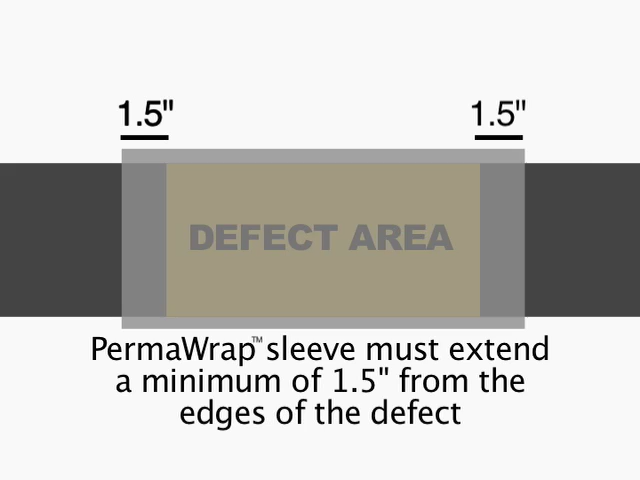 1.5" 1.5"
DEFECT AREA
PermaWrap™ sleeve must extend
a minimum of 1.5" from the
edges of the defect